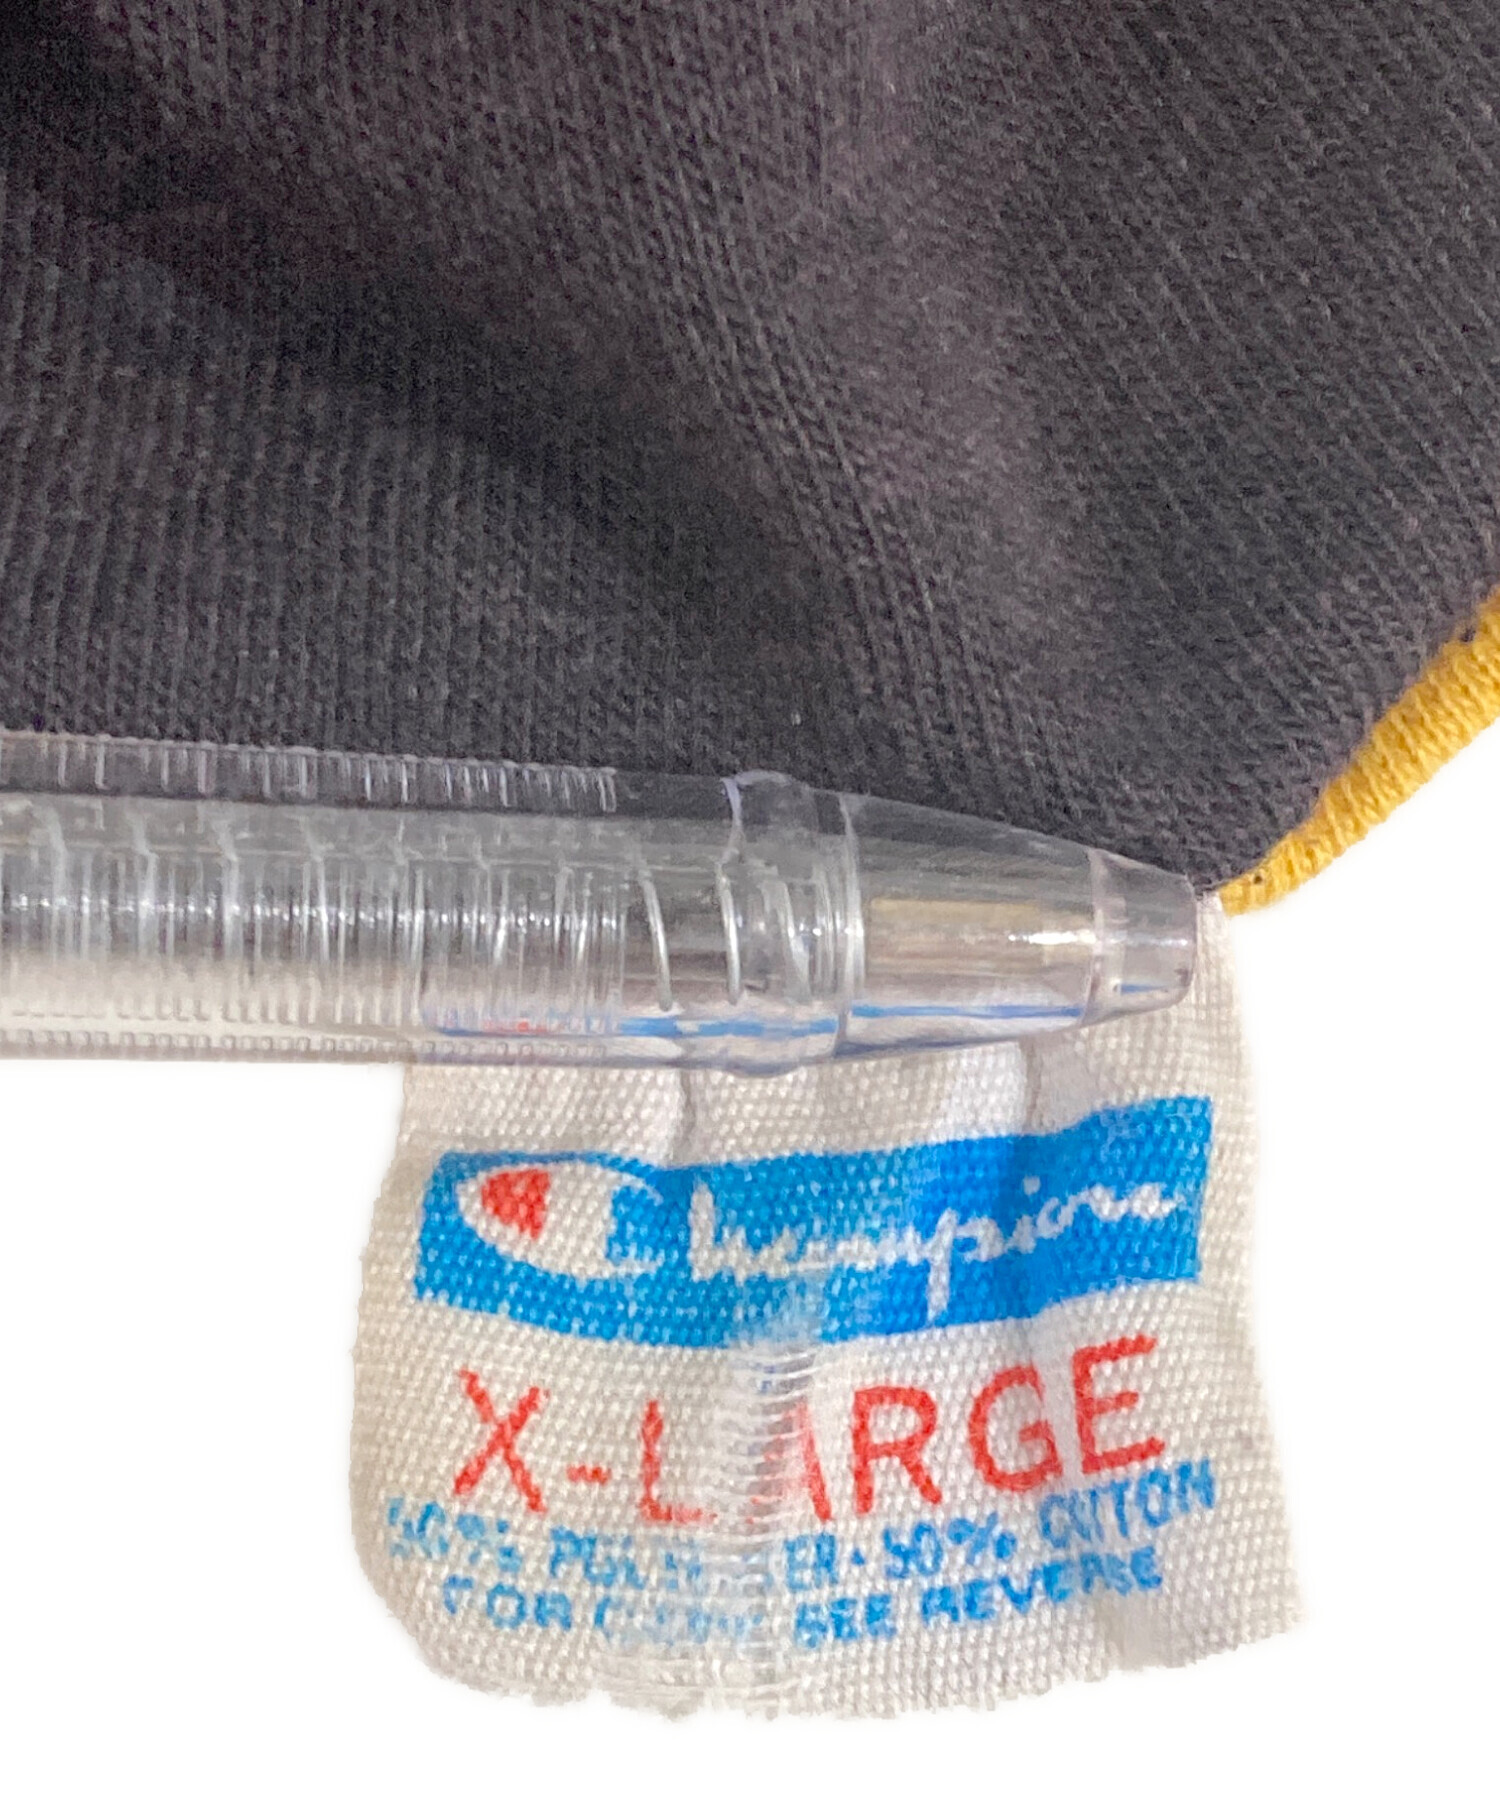 Champion
X-LARGE
50% POLYESTER · 50% COTTON
FOR CARE SEE REVERSE